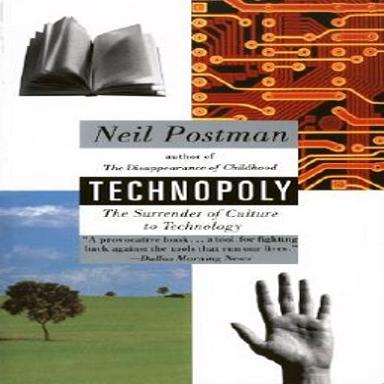 Neil Postman
author of
The Disappearance of Childhood
TECHNOPOLY
The Surrender of Culture
to Technology
"A provocative book... a tool for fighting
back against the tools that run our lives."
—Dallas Morning News